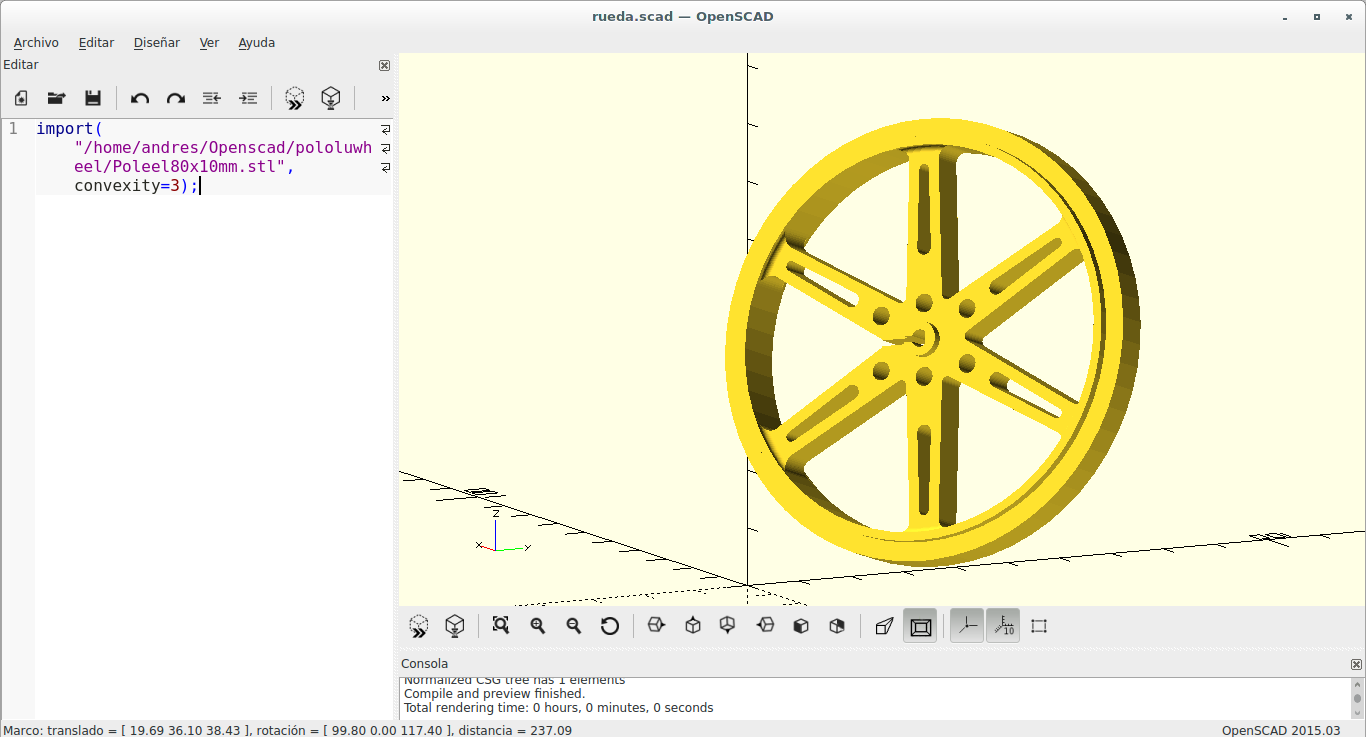 rueda.scad — OpenSCAD
Archivo Editar Diseñar Ver Ayuda
Editar
»
1 import(
"/home/andres/Openscad/pololuwh
eel/Poleel80x10mm.stl",
convexity=3);
Z
X Y
10
Consola
Normalized CSG tree has 1 elements
Compile and preview finished.
Total rendering time: 0 hours, 0 minutes, 0 seconds
Marco: translado = [ 19.69 36.10 38.43 ], rotación = [ 99.80 0.00 117.40 ], distancia = 237.09 OpenSCAD 2015.03